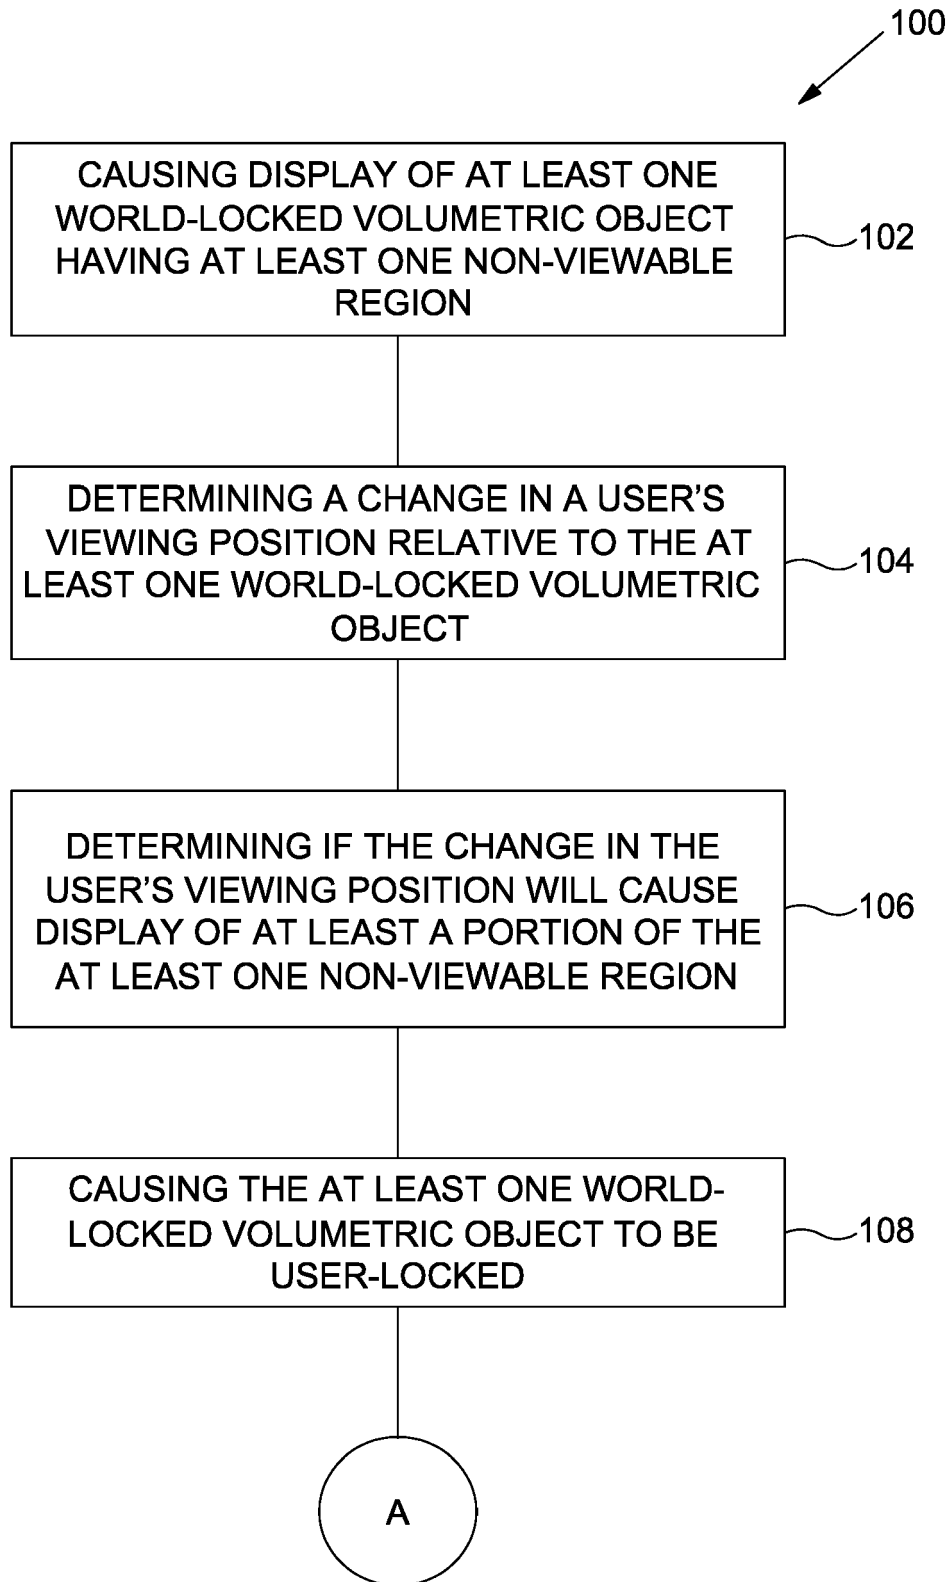 100
CAUSING DISPLAY OF AT LEAST ONE
WORLD-LOCKED VOLUMETRIC OBJECT
HAVING AT LEAST ONE NON-VIEWABLE
REGION
102
DETERMINING A CHANGE IN A USER'S
VIEWING POSITION RELATIVE TO THE AT
LEAST ONE WORLD-LOCKED VOLUMETRIC
OBJECT
104
DETERMINING IF THE CHANGE IN THE
USER'S VIEWING POSITION WILL CAUSE
DISPLAY OF AT LEAST A PORTION OF THE
AT LEAST ONE NON-VIEWABLE REGION
106
CAUSING THE AT LEAST ONE WORLD-
LOCKED VOLUMETRIC OBJECT TO BE
USER-LOCKED
108
A